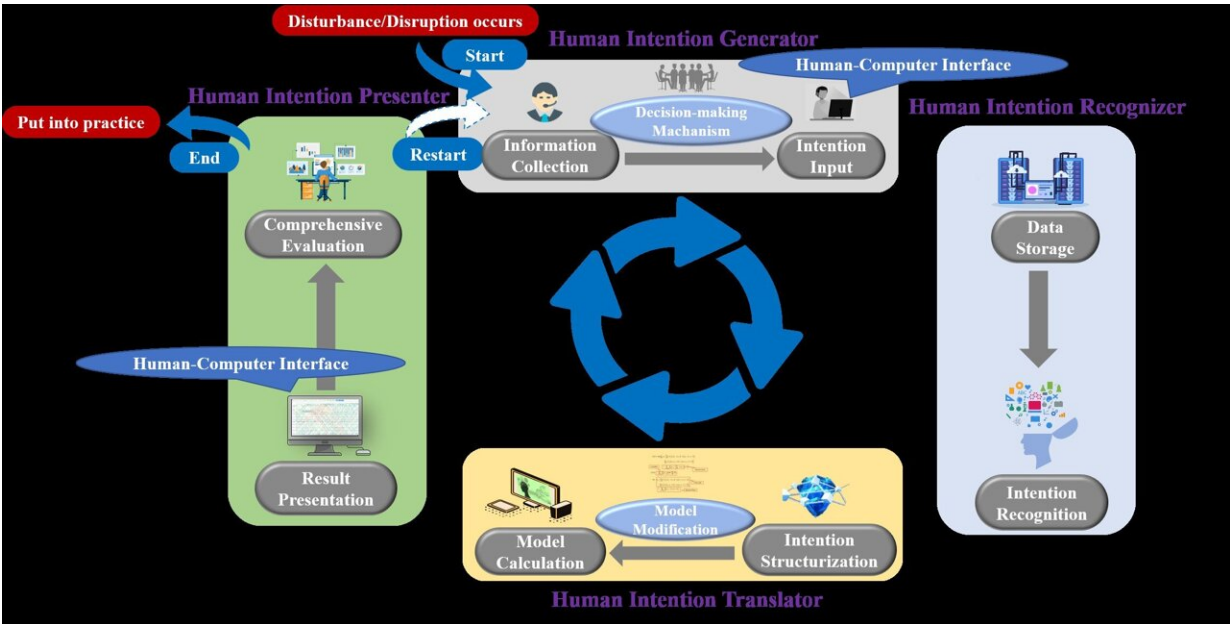 Disturbance/Disruption occurs
Start
Human Intention Generator
Human-Computer Interface
Human Intention Presenter
Human Intention Recognizer
Put into practice
End
Restart
Decision-making
Machanism
Information
Collection
Intention
Input
Comprehensive
Evaluation
Data
Storage
Human-Computer Interface
Result
Presentation
Intention
Recognition
Model
Modification
Model
Calculation
Intention
Structurization
Human Intention Translator